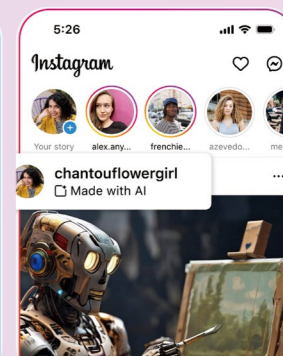 5:26
Instagram
Your story alex.any... frenchie... azevedo...
chantouflowergirl
Made with AI
...